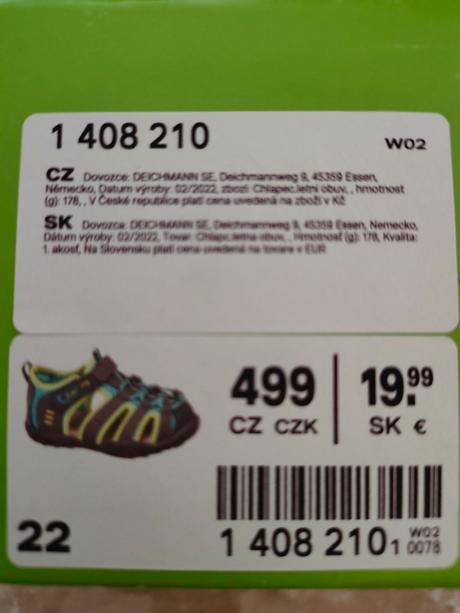 1 408 210
W02
CZ Dovozce: DEICHMANN SE, Deichmannweg 9, 45359 Essen,
Německo, Datum výroby: 02/2022, zboží: Chlapec.letní obuv, , hmotnost
(g): 178, , V České republice platí cena uvedená na zboží v Kč
SK Dovozca: DEICHMANN SE, Deichmannweg 9, 45359 Essen, Nemecko,
Dátum výroby: 02/2022, Tovar: Chlapc.letná obuv, , Hmotnosť (g): 178, Kvalita:
1. akosť, Na Slovensku platí cena uvedená na tovare v EUR
499
CZ CZK
19.99
SK €
22
1 408 210 1
W02
0078